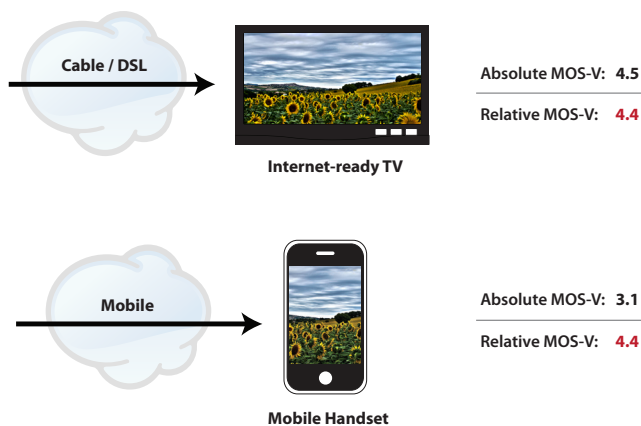 Cable / DSL
Absolute MOS-V: 4.5
Relative MOS-V: 4.4
Internet-ready TV
Mobile
Absolute MOS-V: 3.1
Relative MOS-V: 4.4
Mobile Handset